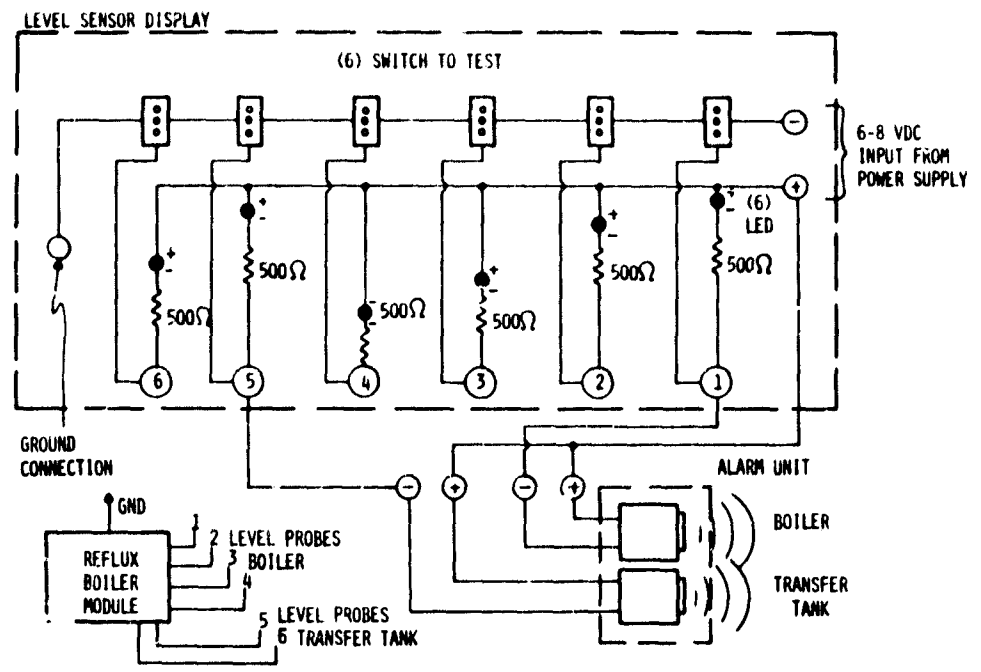 LEVEL SENSOR DISPLAY
(6) SWITCH TO TEST
-
6-8 VDC
INPUT FROM
POWER SUPPLY
+
+
-
(6)
LED
500Ω
+
-
500Ω
+
-
500Ω
+
-
500Ω
-
-
500Ω
+
-
500Ω
6
5
4
3
2
1
GROUND
CONNECTION
- + - +
ALARM UNIT
BOILER
TRANSFER
TANK
GND
REFLUX
BOILER
MODULE
1
2 LEVEL PROBES
3 BOILER
4
5 LEVEL PROBES
6 TRANSFER TANK